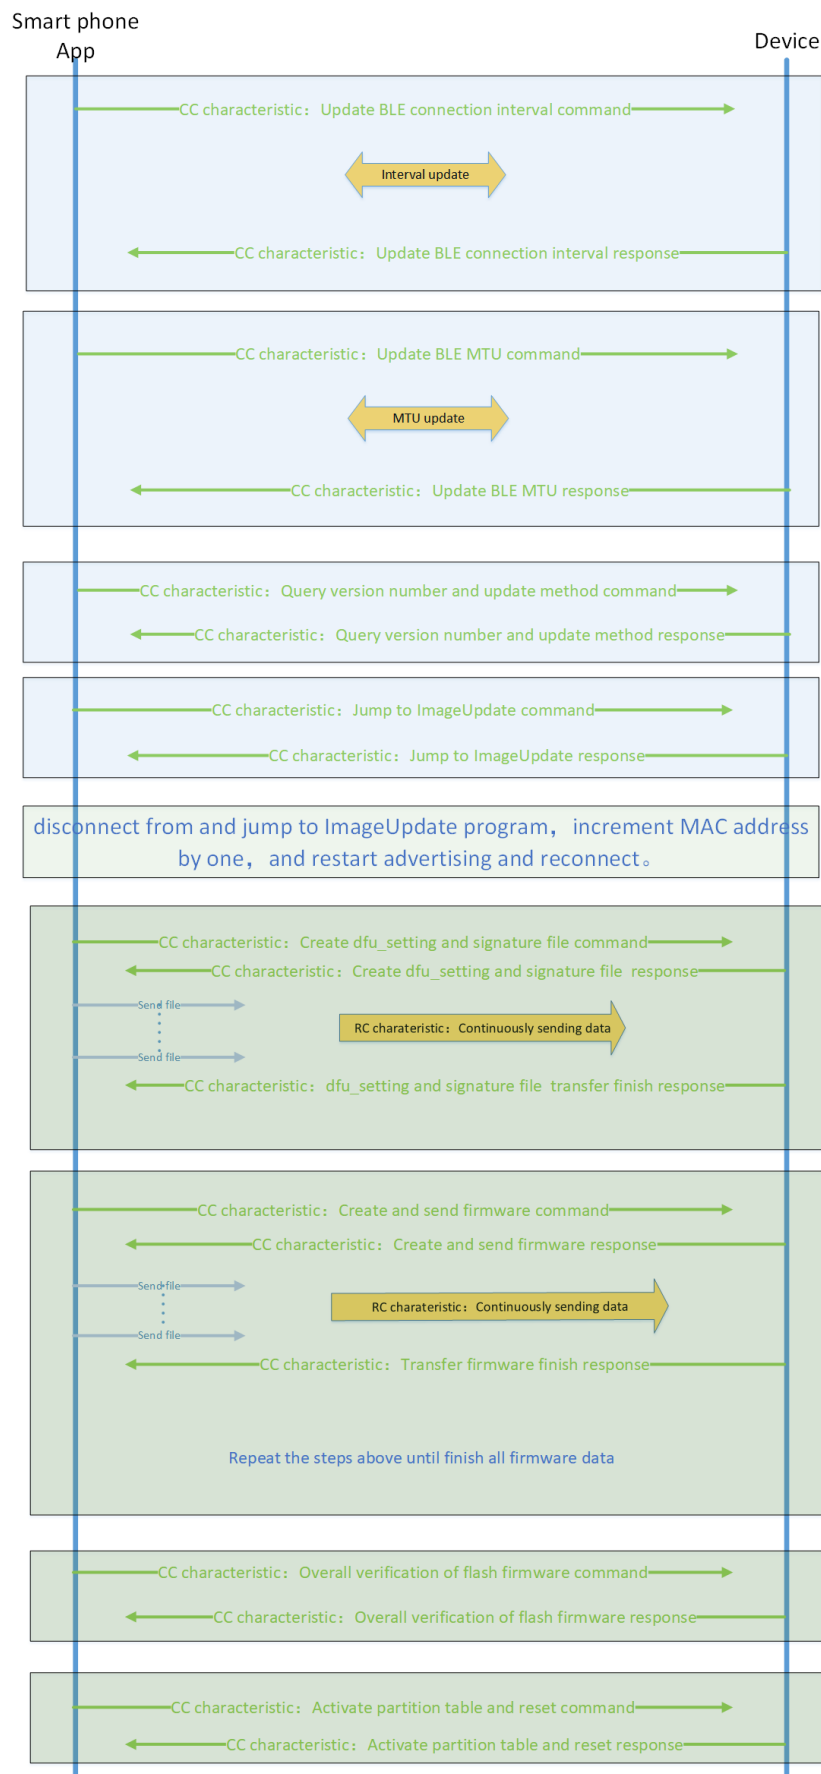 Smart phone
App
Device
CC characteristic：Update BLE connection interval command
Interval update
CC characteristic：Update BLE connection interval response
CC characteristic：Update BLE MTU command
MTU update
CC characteristic：Update BLE MTU response
CC characteristic：Query version number and update method command
CC characteristic：Query version number and update method response
CC characteristic：Jump to ImageUpdate command
CC characteristic：Jump to ImageUpdate response
disconnect from and jump to ImageUpdate program，increment MAC address
by one，and restart advertising and reconnect。
CC characteristic：Create dfu_setting and signature file command
CC characteristic：Create dfu_setting and signature file response
Send file
RC charateristic：Continuously sending data
Send file
CC characteristic：dfu_setting and signature file transfer finish response
CC characteristic：Create and send firmware command
CC characteristic：Create and send firmware response
Send file
RC charateristic：Continuously sending data
Send file
CC characteristic：Transfer firmware finish response
Repeat the steps above until finish all firmware data
CC characteristic：Overall verification of flash firmware command
CC characteristic：Overall verification of flash firmware response
CC characteristic：Activate partition table and reset command
CC characteristic：Activate partition table and reset response